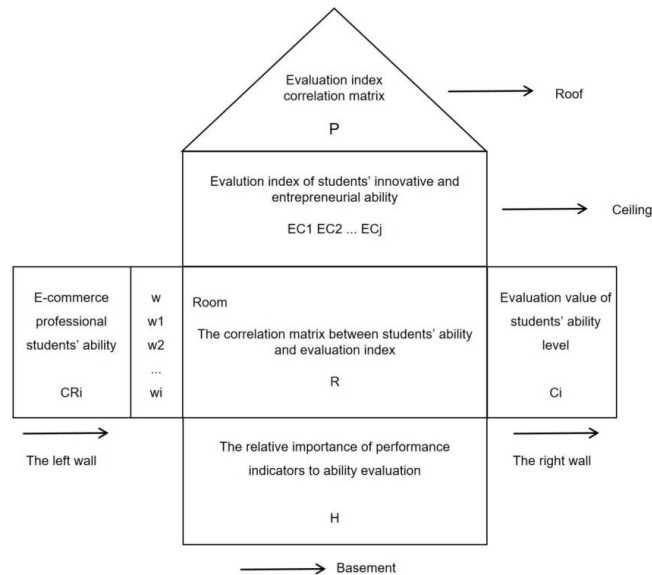 Evaluation index
correlation matrix
P
Roof
Evalution index of students' innovative and
entrepreneurial ability
EC1 EC2 ... ECj
Ceiling
E-commerce
professional
students' ability
CRi
w
w1
w2
...
wi
Room
The correlation matrix between students' ability
and evaluation index
R
Evaluation value of
students' ability
level
Ci
The left wall
The relative importance of performance
indicators to ability evaluation
H
The right wall
Basement